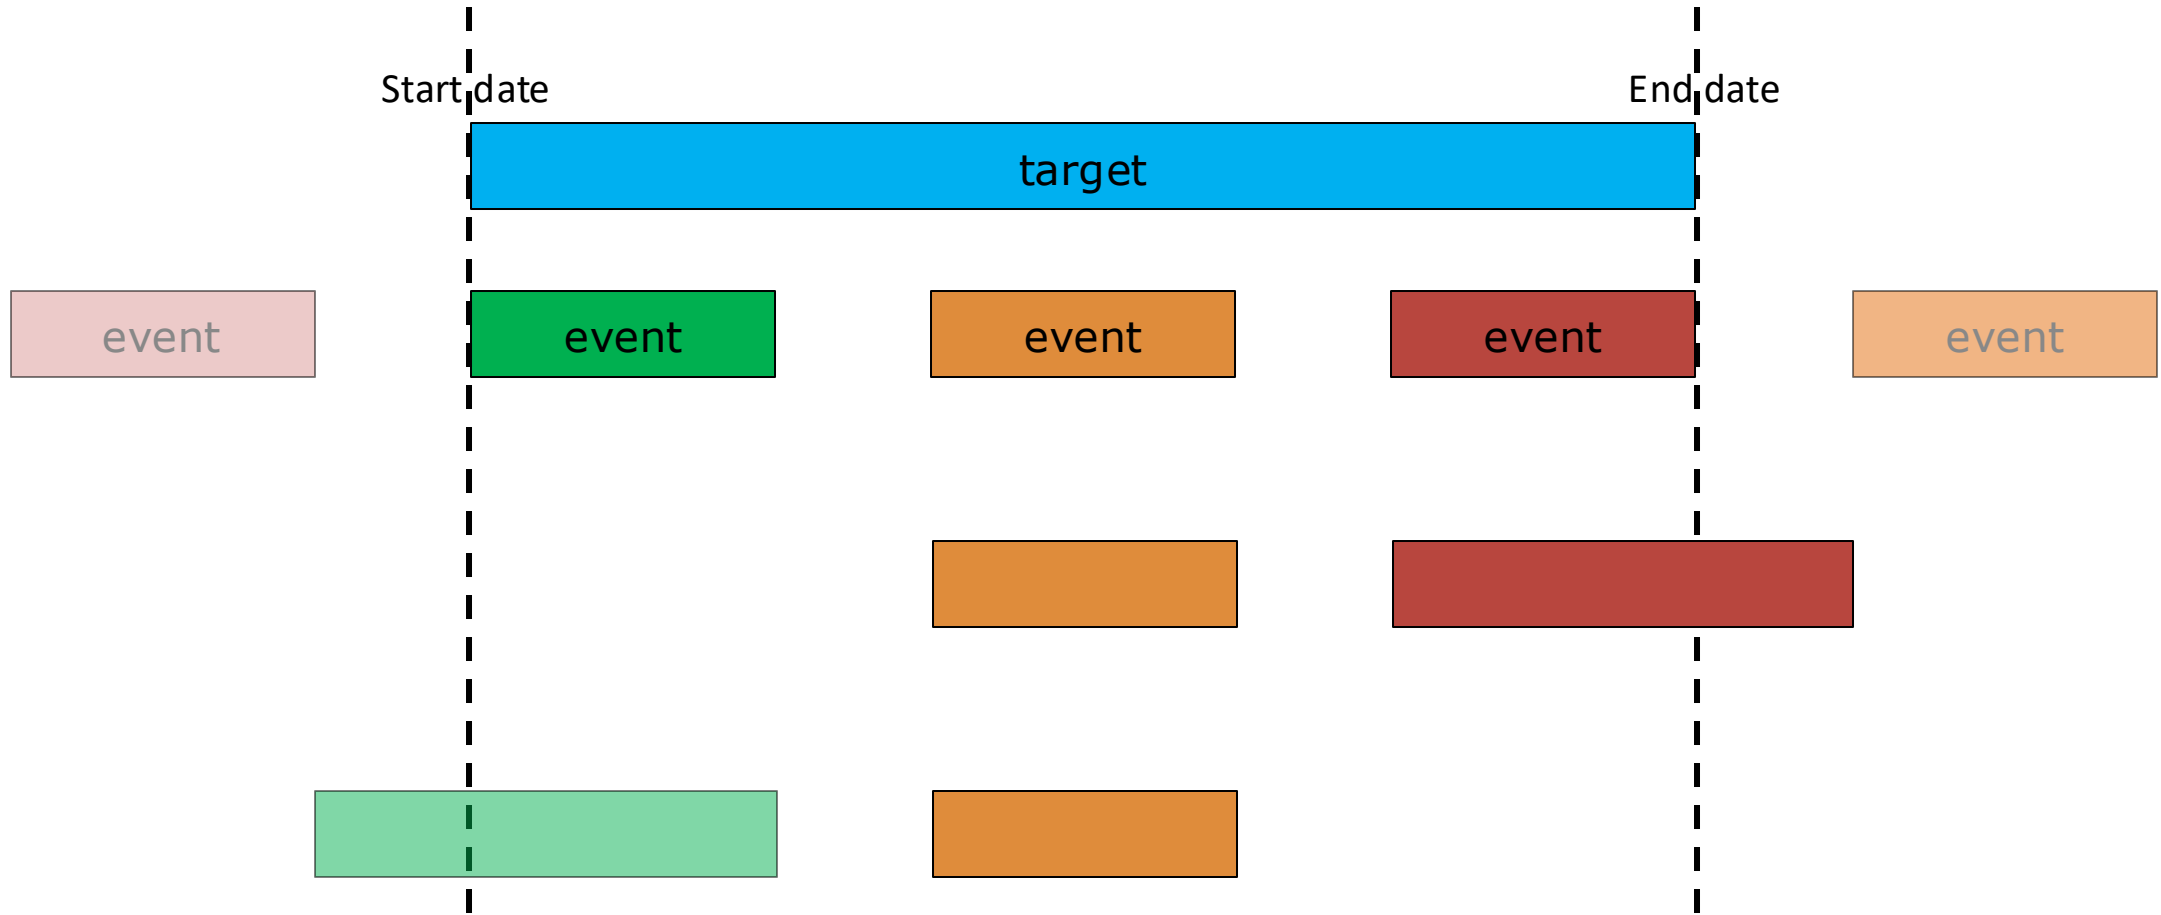 Start date
End date
target
event
event
event
event
event